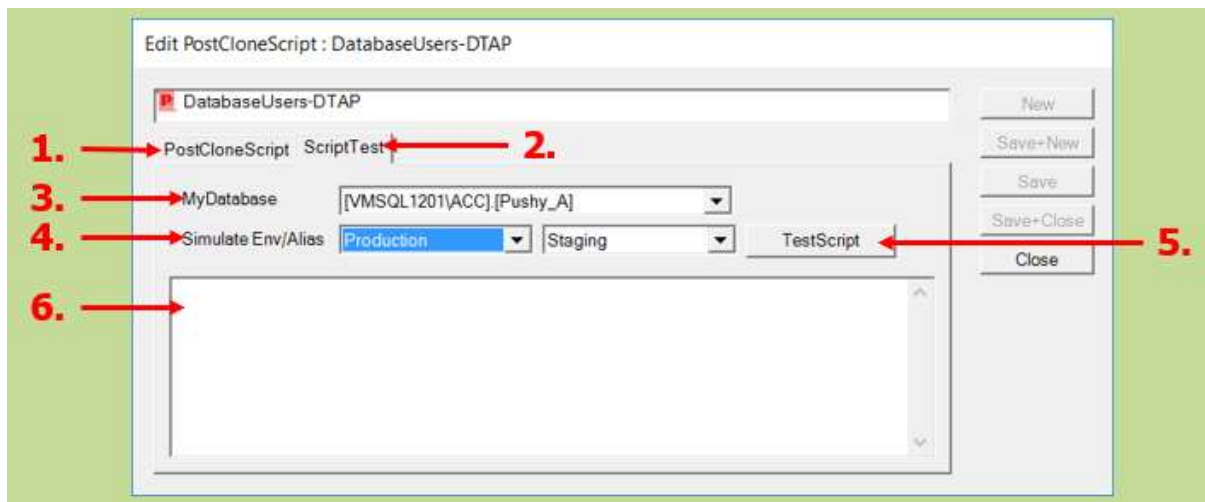 Edit PostCloneScript : DatabaseUsers-DTAP
P DatabaseUsers-DTAP
New
1. PostCloneScript ScriptTest 2.
Save+New
3. MyDatabase [VMSQL1201\ACC].[Pushy_A]
Save
4. Simulate Env/Alias Production Staging TestScript 5.
Save+Close
Close
6.